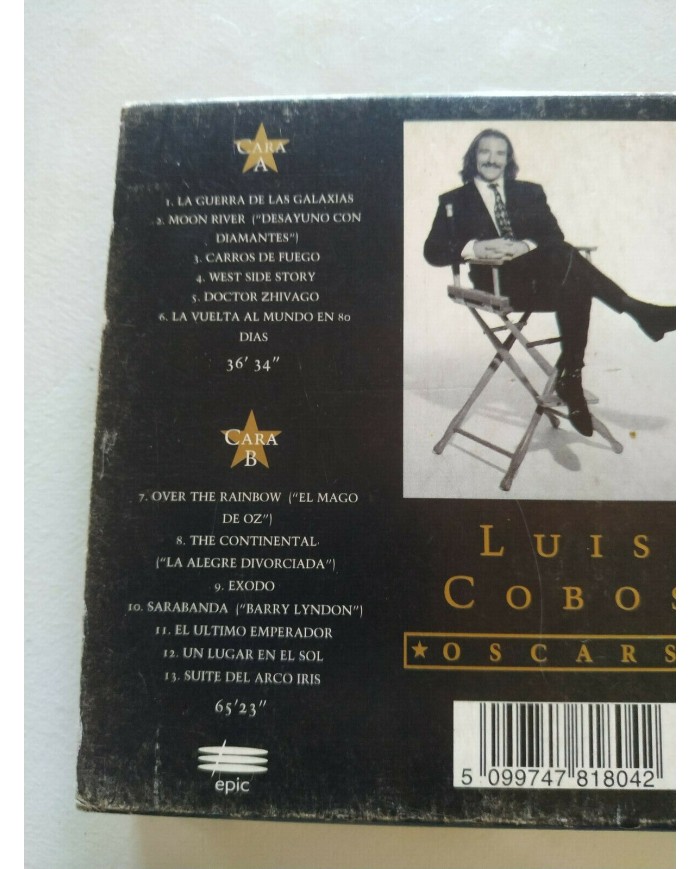 CARA
A
1. LA GUERRA DE LAS GALAXIAS
2. MOON RIVER ("DESAYUNO CON
DIAMANTES")
3. CARROS DE FUEGO
4. WEST SIDE STORY
5. DOCTOR ZHIVAGO
6. LA VUELTA AL MUNDO EN 80
DIAS
36' 34"
CARA
B
7. OVER THE RAINBOW ("EL MAGO
DE OZ")
8. THE CONTINENTAL
("LA ALEGRE DIVORCIADA")
9. EXODO
10. SARABANDA ("BARRY LYNDON")
11. EL ULTIMO EMPERADOR
12. UN LUGAR EN EL SOL
13. SUITE DEL ARCO IRIS
65'23"
epic
LUIS
COBOS
OSCARS
5 099747 818042